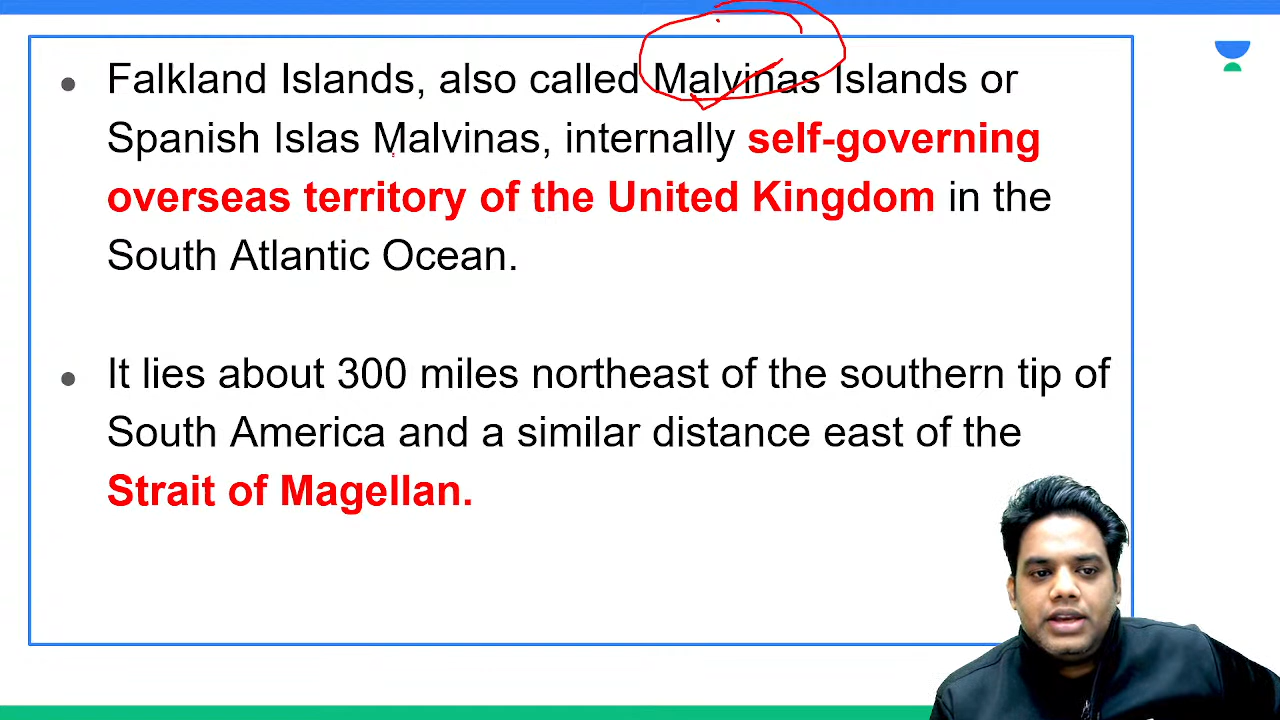 ● Falkland Islands, also called Malvinas Islands or
Spanish Islas Malvinas, internally self-governing
overseas territory of the United Kingdom in the
South Atlantic Ocean.
● It lies about 300 miles northeast of the southern tip of
South America and a similar distance east of the
Strait of Magellan.